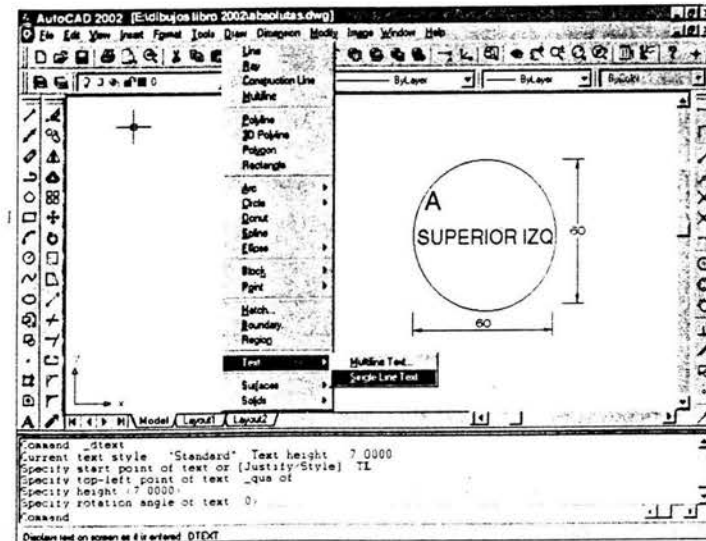 AutoCAD 2002 [E:\dibujos libro 2002\absolutas.dwg]
File Edit View Insert Format Tools Draw Dimension Modify Image Window Help
0 ByLayer ByLayer ByColor
Line
Ray
Construction Line
Multiline
Polyline
3D Polyline
Polygon
Rectangle
Arc
Circle
Donut
Spline
Ellipse
Block
Point
Hatch...
Boundary...
Region
Text
Surfaces
Solids
Multiline Text...
Single Line Text
A
SUPERIOR IZQ
60
60
x
A
Model Layout1 Layout2
Command _dtext
Current text style "Standard" Text height 7.0000
Specify start point of text or [Justify/Style] TL
Specify top-left point of text _qua of
Specify height <7.0000>
Specify rotation angle of text 0>
Command
Displays text on screen as it is entered DTEXT